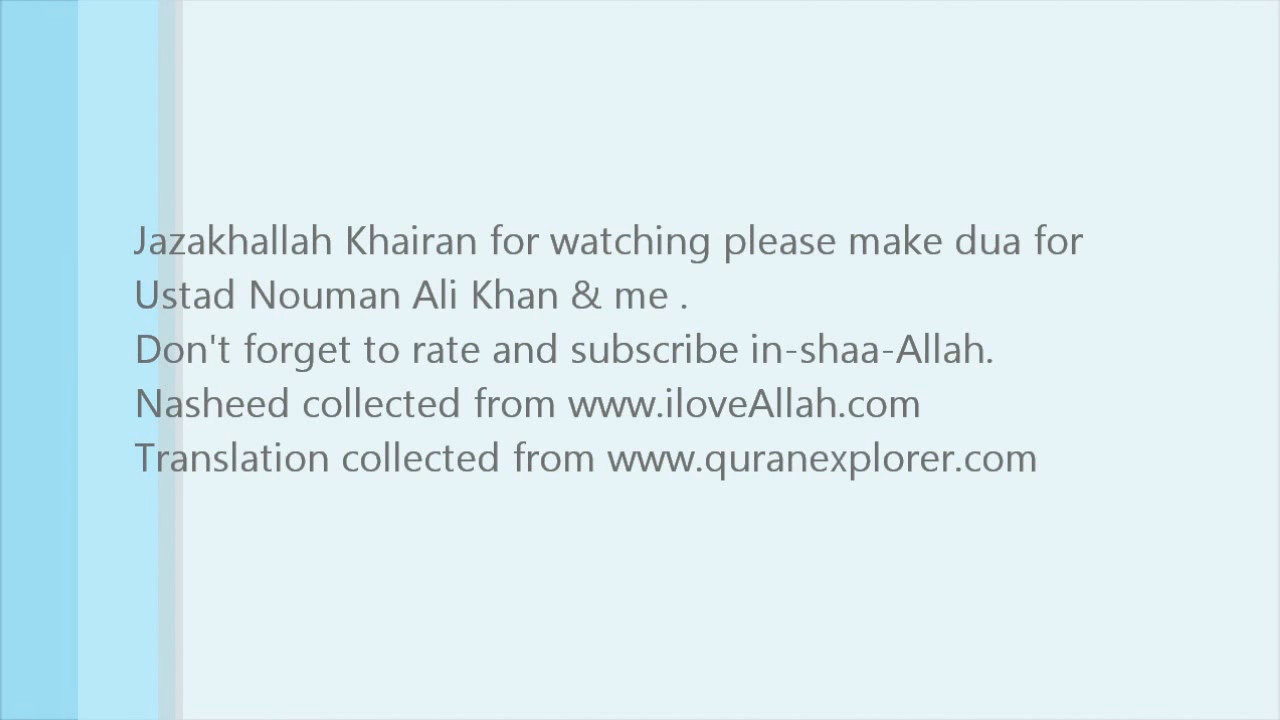 Jazakhallah Khairan for watching please make dua for
Ustad Nouman Ali Khan & me .
Don't forget to rate and subscribe in-shaa-Allah.
Nasheed collected from www.iloveAllah.com
Translation collected from www.quranexplorer.com